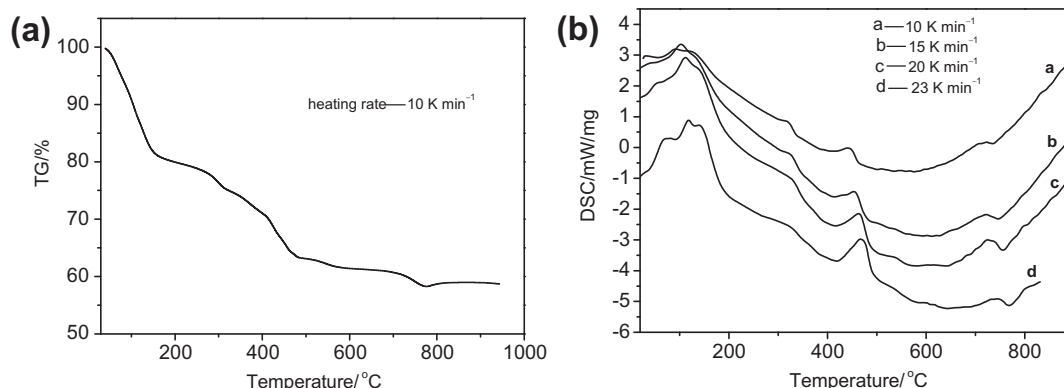 (a)
100
90
80
70
60
50
TG/%
heating rate — 10 K min⁻¹
200
400
600
800
1000
Temperature/ °C
(b)
4
3
2
1
0
-1
-2
-3
-4
-5
-6
DSC/mW/mg
a — 10 K min⁻¹
b — 15 K min⁻¹
c — 20 K min⁻¹
d — 23 K min⁻¹
a
b
c
d
200
400
600
800
Temperature/ °C